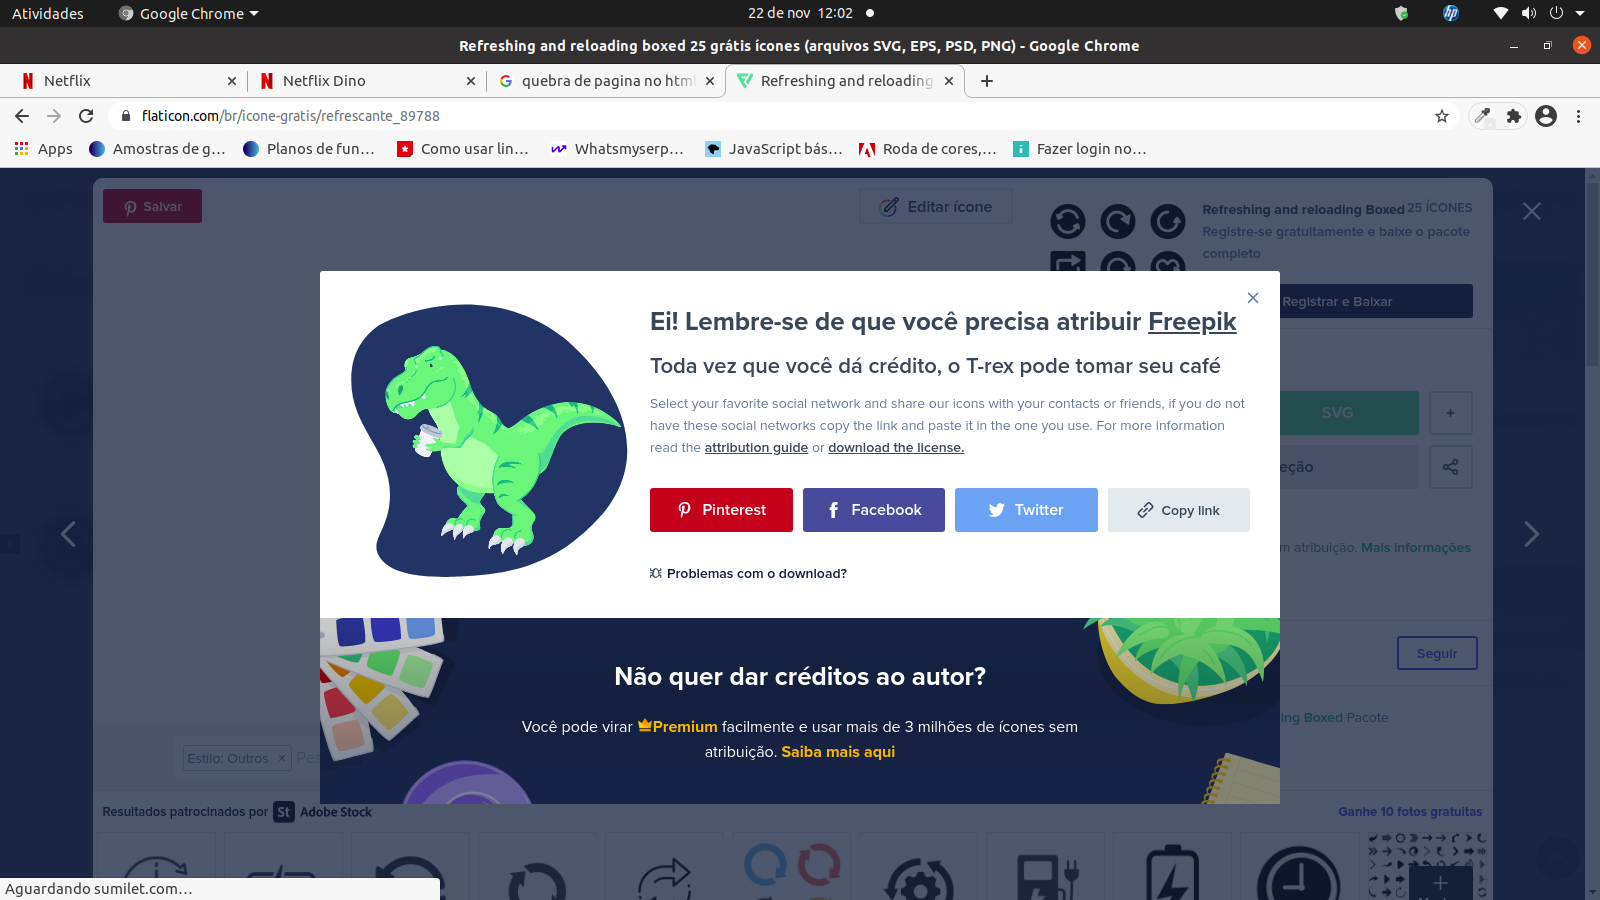 Atividades
Google Chrome
22 de nov 12:02
Refreshing and reloading boxed 25 grátis ícones (arquivos SVG, EPS, PSD, PNG) - Google Chrome
Netflix
Netflix Dino
quebra de pagina no html
Refreshing and reloading
flaticon.com/br/icone-gratis/refrescante_89788
Apps
Amostras de g...
Planos de fun...
Como usar lin...
Whatsmyserp...
JavaScript bás...
Roda de cores,...
Fazer login no...
Salvar
Editar ícone
Refreshing and reloading Boxed 25 ÍCONES
Registre-se gratuitamente e baixe o pacote
completo
Registrar e Baixar
Ei! Lembre-se de que você precisa atribuir Freepik
Toda vez que você dá crédito, o T-rex pode tomar seu café
Select your favorite social network and share our icons with your contacts or friends, if you do not
have these social networks copy the link and paste it in the one you use. For more information
read the attribution guide or download the license.
Pinterest
Facebook
Twitter
Copy link
Problemas com o download?
SVG
eção
m atribuição. Mais informações
Seguir
ing Boxed Pacote
Não quer dar créditos ao autor?
Você pode virar Premium facilmente e usar mais de 3 milhões de ícones sem
atribuição. Saiba mais aqui
Estilo: Outros × Pes
Resultados patrocinados por St Adobe Stock
Ganhe 10 fotos gratuitas
Aguardando sumilet.com...